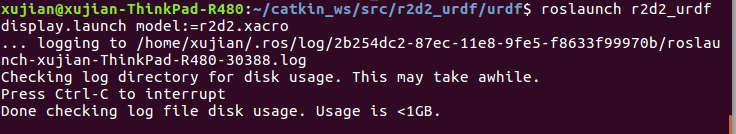 xujian@xujian-ThinkPad-R480:~/catkin_ws/src/r2d2_urdf/urdf$ roslaunch r2d2_urdf
display.launch model:=r2d2.xacro
... logging to /home/xujian/.ros/log/2b254dc2-87ec-11e8-9fe5-f8633f99970b/roslau
nch-xujian-ThinkPad-R480-30388.log
Checking log directory for disk usage. This may take awhile.
Press Ctrl-C to interrupt
Done checking log file disk usage. Usage is <1GB.